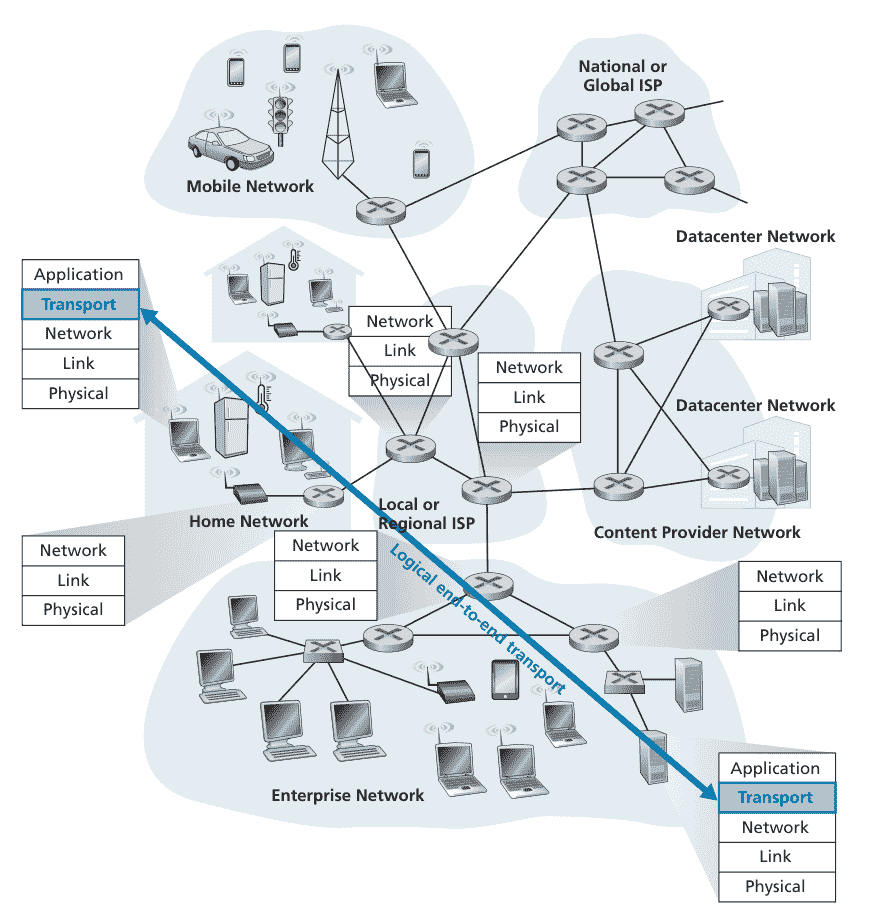 National or
Global ISP
Mobile Network
Datacenter Network
Application
Transport
Network
Link
Physical
Network
Link
Physical
Network
Link
Physical
Datacenter Network
Local or
Regional ISP
Home Network
Content Provider Network
Network
Link
Physical
Network
Link
Physical
Logical end-to-end transport
Network
Link
Physical
Enterprise Network
Application
Transport
Network
Link
Physical